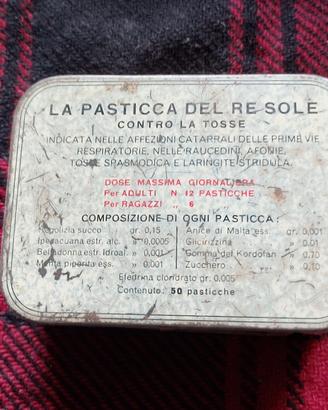 LA PASTICCA DEL RE SOLE
CONTRO LA TOSSE
INDICATA NELLE AFFEZIONI CATARRALI DELLE PRIME VIE
RESPIRATORIE, NELLE RAUCEDINI, AFONIE,
TOSSE SPASMODICA E LARINGITE STRIDULA.
DOSE MASSIMA GIORNALIERA
Per ADULTI N. 12 PASTICCHE
Per RAGAZZI „ 6
COMPOSIZIONE DI OGNI PASTICCA:
succo gr. 0,15 Anice di Malta ess. gr. 0,001
Ipecacuana estr. alc. » 0,0005 Glicirizzina » 0,01
Belladonna estr. Idroal. » 0,001 Gomma del Kordofan » 0,70
Menta piperita ess. » 0,001 Zucchero » 0,70
Efedrina cloridrato gr. 0,005
Contenuto: 50 pasticche